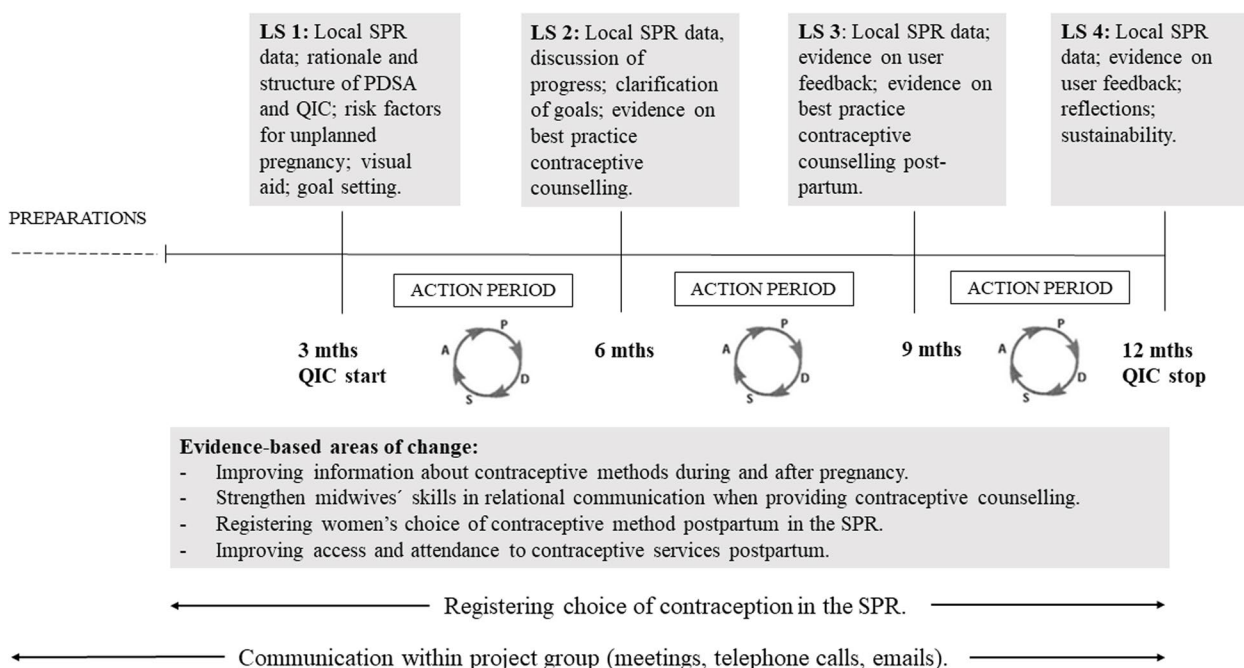 LS 1: Local SPR
data; rationale and
structure of PDSA
and QIC; risk factors
for unplanned
pregnancy; visual
aid; goal setting.
LS 2: Local SPR data,
discussion of
progress; clarification
of goals; evidence on
best practice
contraceptive
counselling.
LS 3: Local SPR data;
evidence on user
feedback; evidence on
best practice
contraceptive
counselling post-
partum.
LS 4: Local SPR
data; evidence on
user feedback;
reflections;
sustainability.
PREPARATIONS
ACTION PERIOD
ACTION PERIOD
ACTION PERIOD
3 mths
QIC start
P
A
D
S
6 mths
P
A
D
S
9 mths
P
A
D
S
12 mths
QIC stop
Evidence-based areas of change:
- Improving information about contraceptive methods during and after pregnancy.
- Strengthen midwives´ skills in relational communication when providing contraceptive counselling.
- Registering women’s choice of contraceptive method postpartum in the SPR.
- Improving access and attendance to contraceptive services postpartum.
Registering choice of contraception in the SPR.
Communication within project group (meetings, telephone calls, emails).